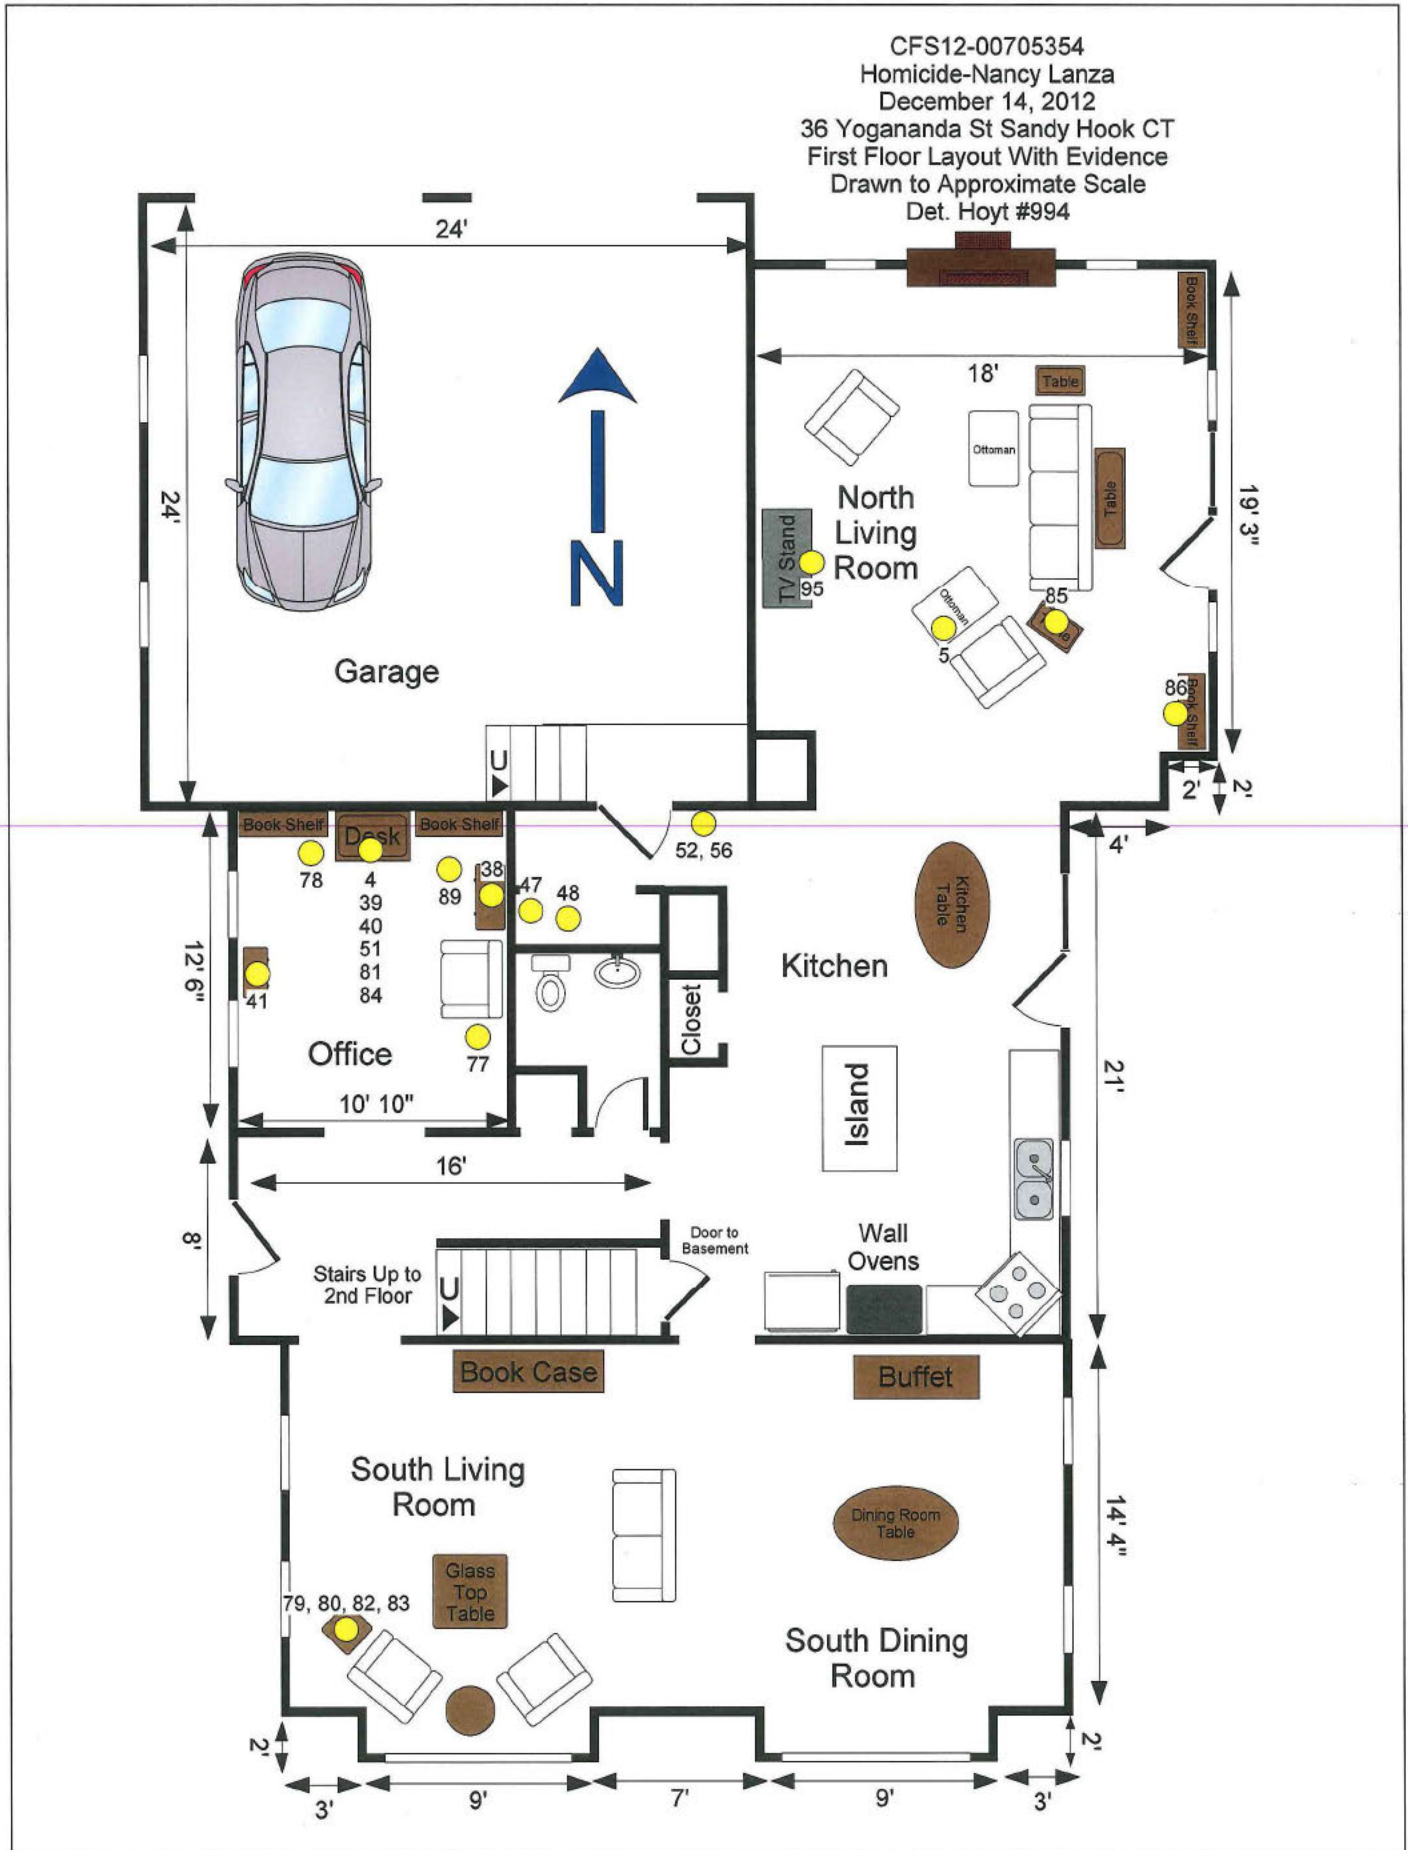 CFS12-00705354
Homicide-Nancy Lanza
December 14, 2012
36 Yogananda St Sandy Hook CT
First Floor Layout With Evidence
Drawn to Approximate Scale
Det. Hoyt #994
24'
24'
Garage
N
U
18'
Book Shelf
Table
Ottoman
Table
North
Living
Room
TV Stand
95
Ottoman
5
85
86
Book Shelf
19' 3"
2'
2'
4'
Book Shelf
Desk
Book Shelf
78
4
39
40
51
81
84
89
38
41
77
Office
12' 6"
10' 10"
47
48
52, 56
Kitchen
Table
Kitchen
Closet
Island
21'
16'
8'
Stairs Up to
2nd Floor
U
Door to
Basement
Wall
Ovens
Book Case
Buffet
South Living
Room
Glass
Top
Table
79, 80, 82, 83
Dining Room
Table
South Dining
Room
14' 4"
2'
3'
9'
7'
9'
3'
2'